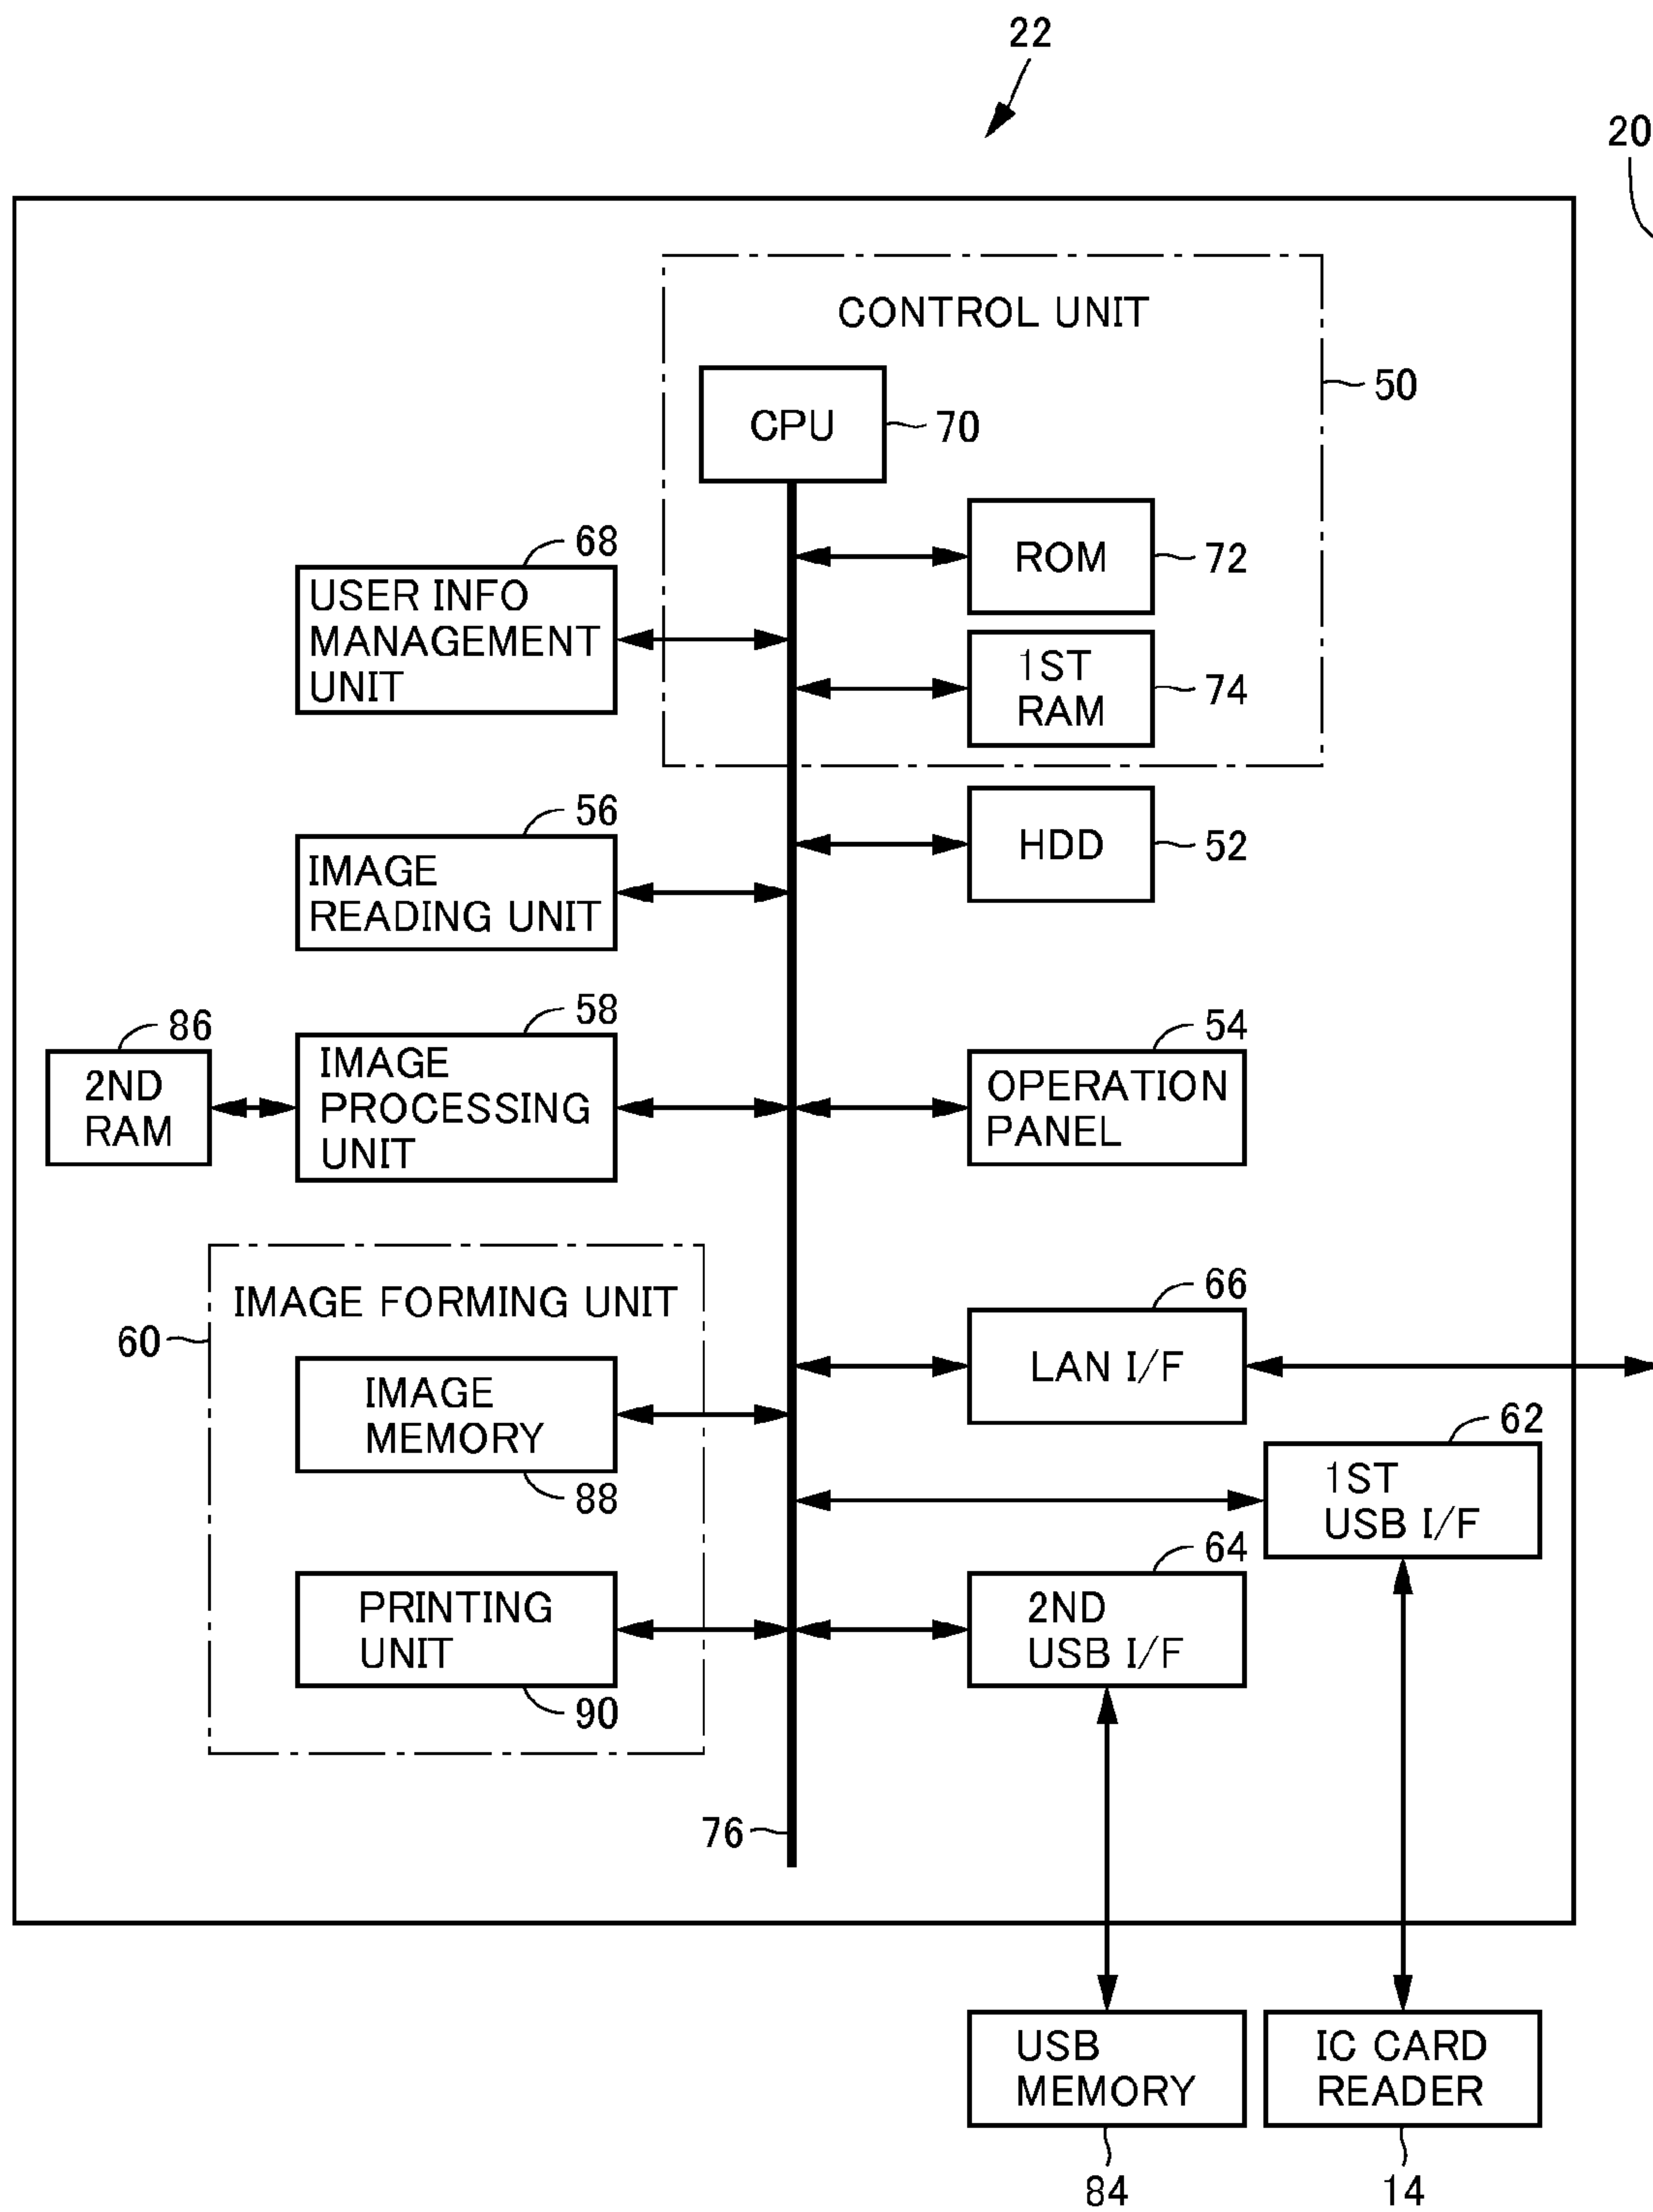 22
20
CONTROL UNIT
50
CPU
70
68
ROM
72
USER INFO
MANAGEMENT
UNIT
1ST
RAM
74
56
HDD
52
IMAGE
READING UNIT
86
58
54
2ND
RAM
IMAGE
PROCESSING
UNIT
OPERATION
PANEL
IMAGE FORMING UNIT
66
60
LAN I/F
IMAGE
MEMORY
88
62
1ST
USB I/F
64
PRINTING
UNIT
90
2ND
USB I/F
76
USB
MEMORY
IC CARD
READER
84
14